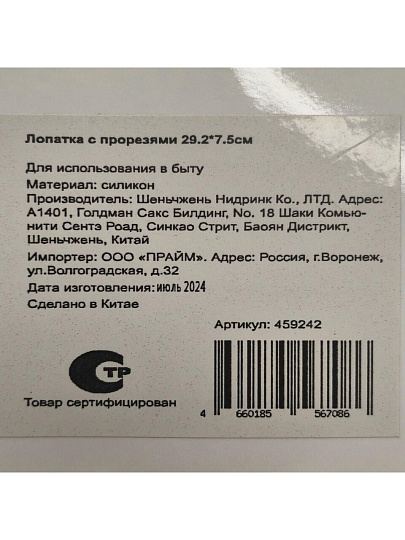 Лопатка с прорезями 29.2*7.5см
Для использования в быту
Материал: силикон
Производитель: Шеньчжень Нидринк Ко., ЛТД. Адрес:
А1401, Голдман Сакс Билдинг, No. 18 Шаки Комью-
нити Сентэ Роад, Синкао Стрит, Баоян Дистрикт,
Шеньчжень, Китай
Импортер: ООО «ПРАЙМ». Адрес: Россия, г.Воронеж,
ул.Волгоградская, д.32
Дата изготовления: июль 2024
Сделано в Китае
Артикул: 459242
СТР
Товар сертифицирован
4 660185 567086